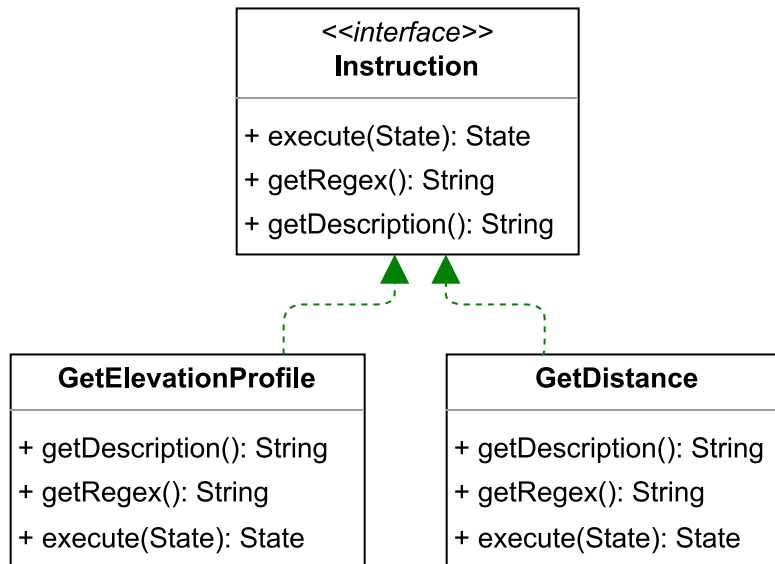 <<interface>>
Instruction
+ execute(State): State
+ getRegex(): String
+ getDescription(): String
GetElevationProfile
+ getDescription(): String
+ getRegex(): String
+ execute(State): State
GetDistance
+ getDescription(): String
+ getRegex(): String
+ execute(State): State